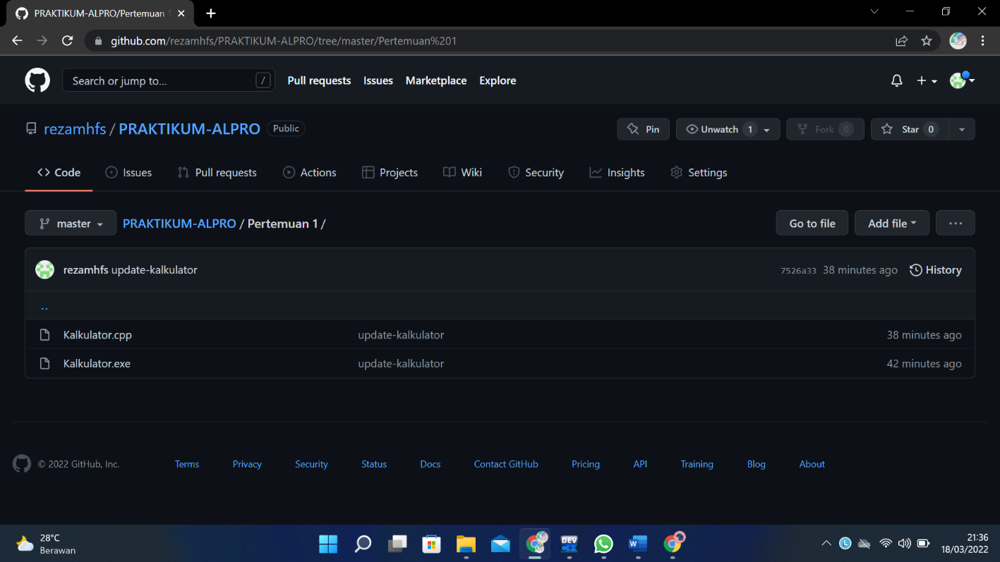 PRAKTIKUM-ALPRO/Pertemuan 1
github.com/rezamhfs/PRAKTIKUM-ALPRO/tree/master/Pertemuan%201
Search or jump to... / Pull requests Issues Marketplace Explore
rezamhfs / PRAKTIKUM-ALPRO Public Pin Unwatch 1 Fork 0 Star 0
Code Issues Pull requests Actions Projects Wiki Security Insights Settings
master PRAKTIKUM-ALPRO / Pertemuan 1 / Go to file Add file ...
rezamhfs update-kalkulator 7526a33 38 minutes ago History
..
Kalkulator.cpp update-kalkulator 38 minutes ago
Kalkulator.exe update-kalkulator 42 minutes ago
© 2022 GitHub, Inc. Terms Privacy Security Status Docs Contact GitHub Pricing API Training Blog About
28°C
Berawan
DEV
C++
W
L
21:36
18/03/2022